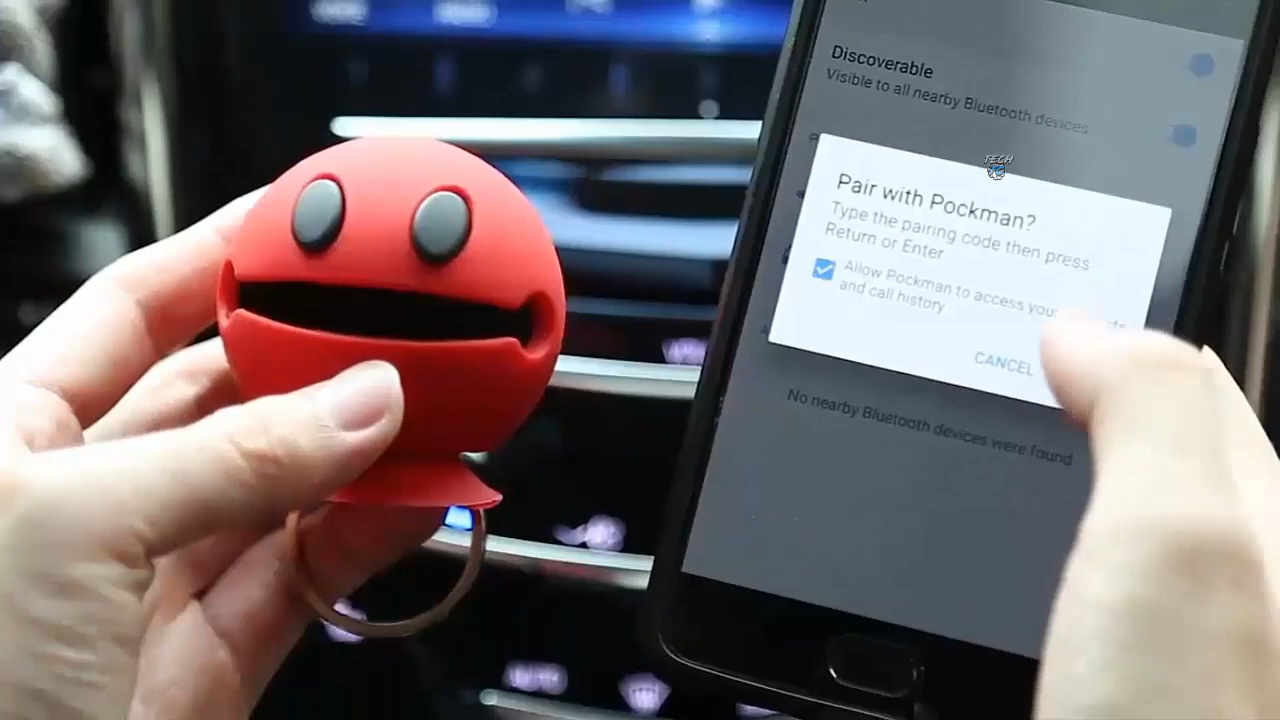 Discoverable
Visible to all nearby Bluetooth devices
TECH
Pair with Pockman?
Type the pairing code then press
Return or Enter
Allow Pockman to access your
and call history
CANCEL
No nearby Bluetooth devices were found